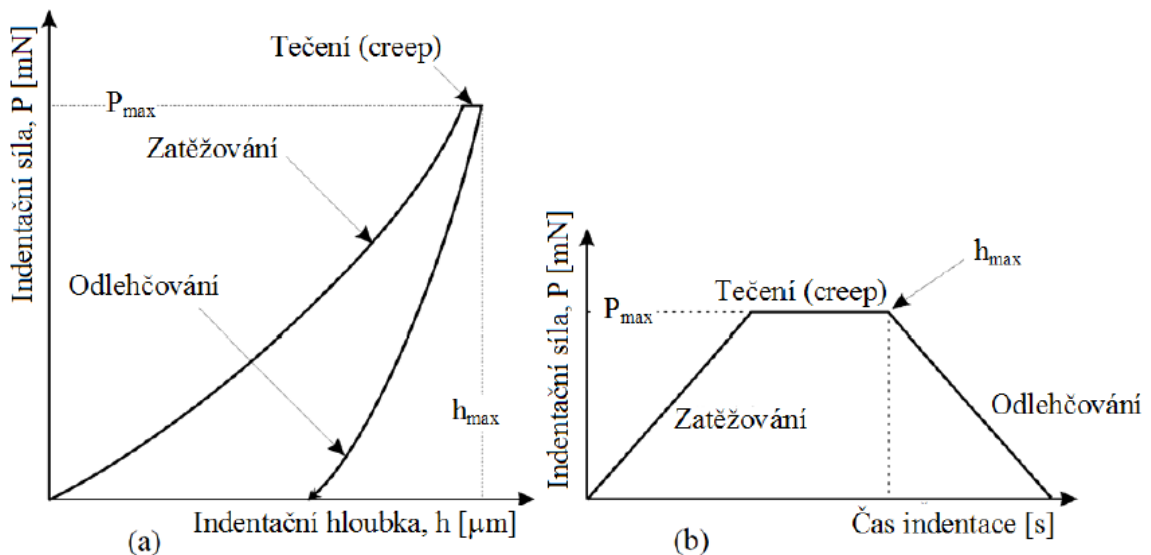 Indentační síla, P [mN]
Tečení (creep)
Pmax
Zatěžování
Odlehčování
hmax
Indentační hloubka, h [μm]
(a)
Indentační síla, P [mN]
hmax
Tečení (creep)
Pmax
Zatěžování
Odlehčování
Čas indentace [s]
(b)